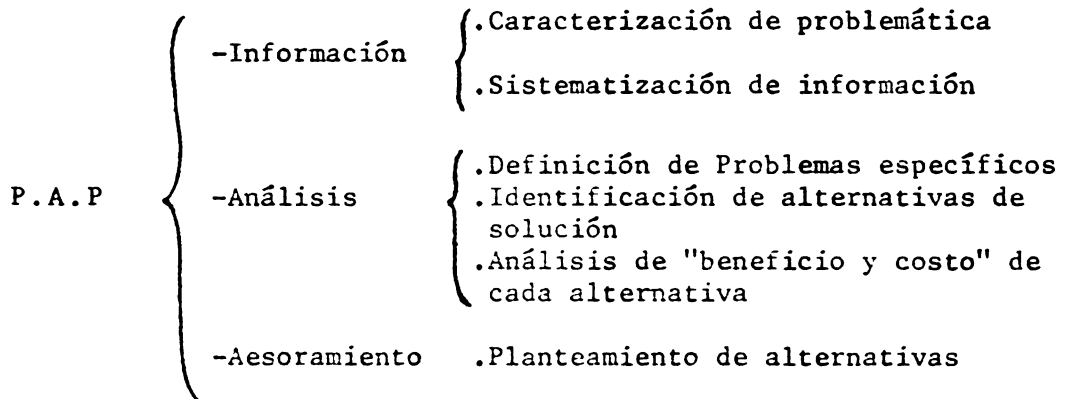 .Caracterización de problemática
-Información
.Sistematización de información
.Definición de Problemas específicos
P.A.P -Análisis .Identificación de alternativas de
solución
.Análisis de "beneficio y costo" de
cada alternativa
-Aesoramiento .Planteamiento de alternativas